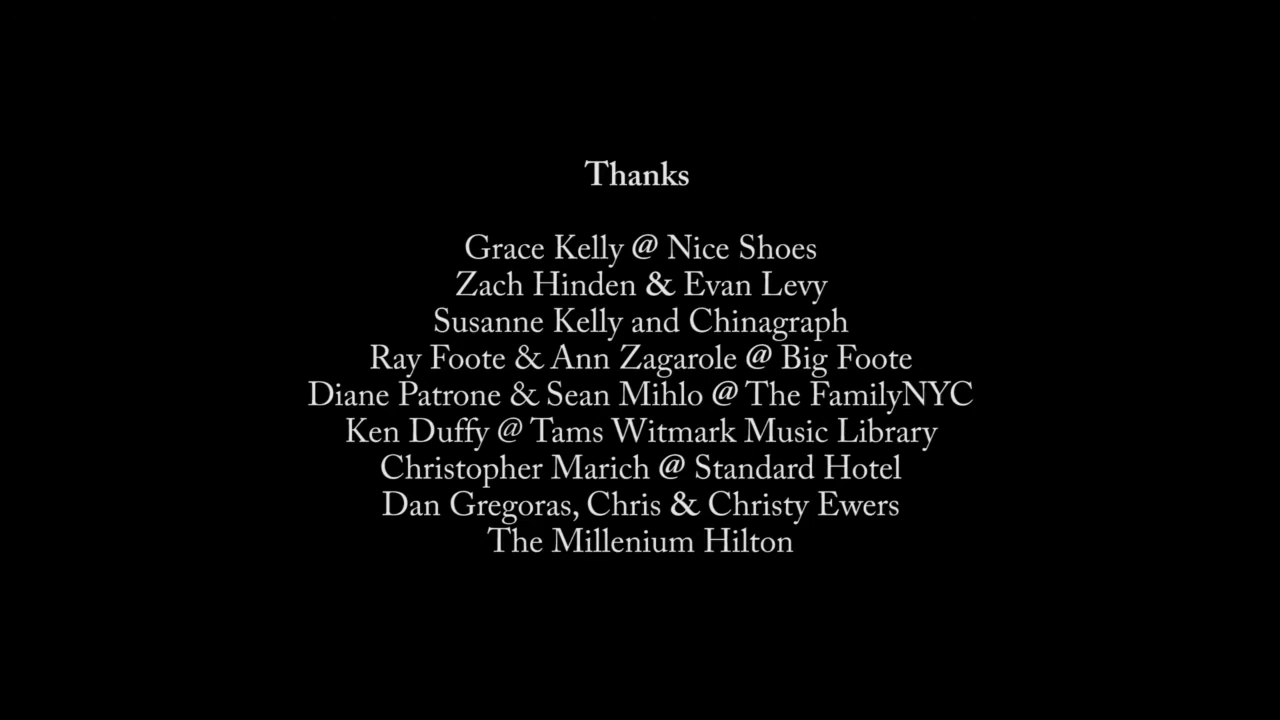 Thanks
Grace Kelly @ Nice Shoes
Zach Hinden & Evan Levy
Susanne Kelly and Chinagraph
Ray Foote & Ann Zagarole @ Big Foote
Diane Patrone & Sean Mihlo @ The FamilyNYC
Ken Duffy @ Tams Witmark Music Library
Christopher Marich @ Standard Hotel
Dan Gregoras, Chris & Christy Ewers
The Millenium Hilton